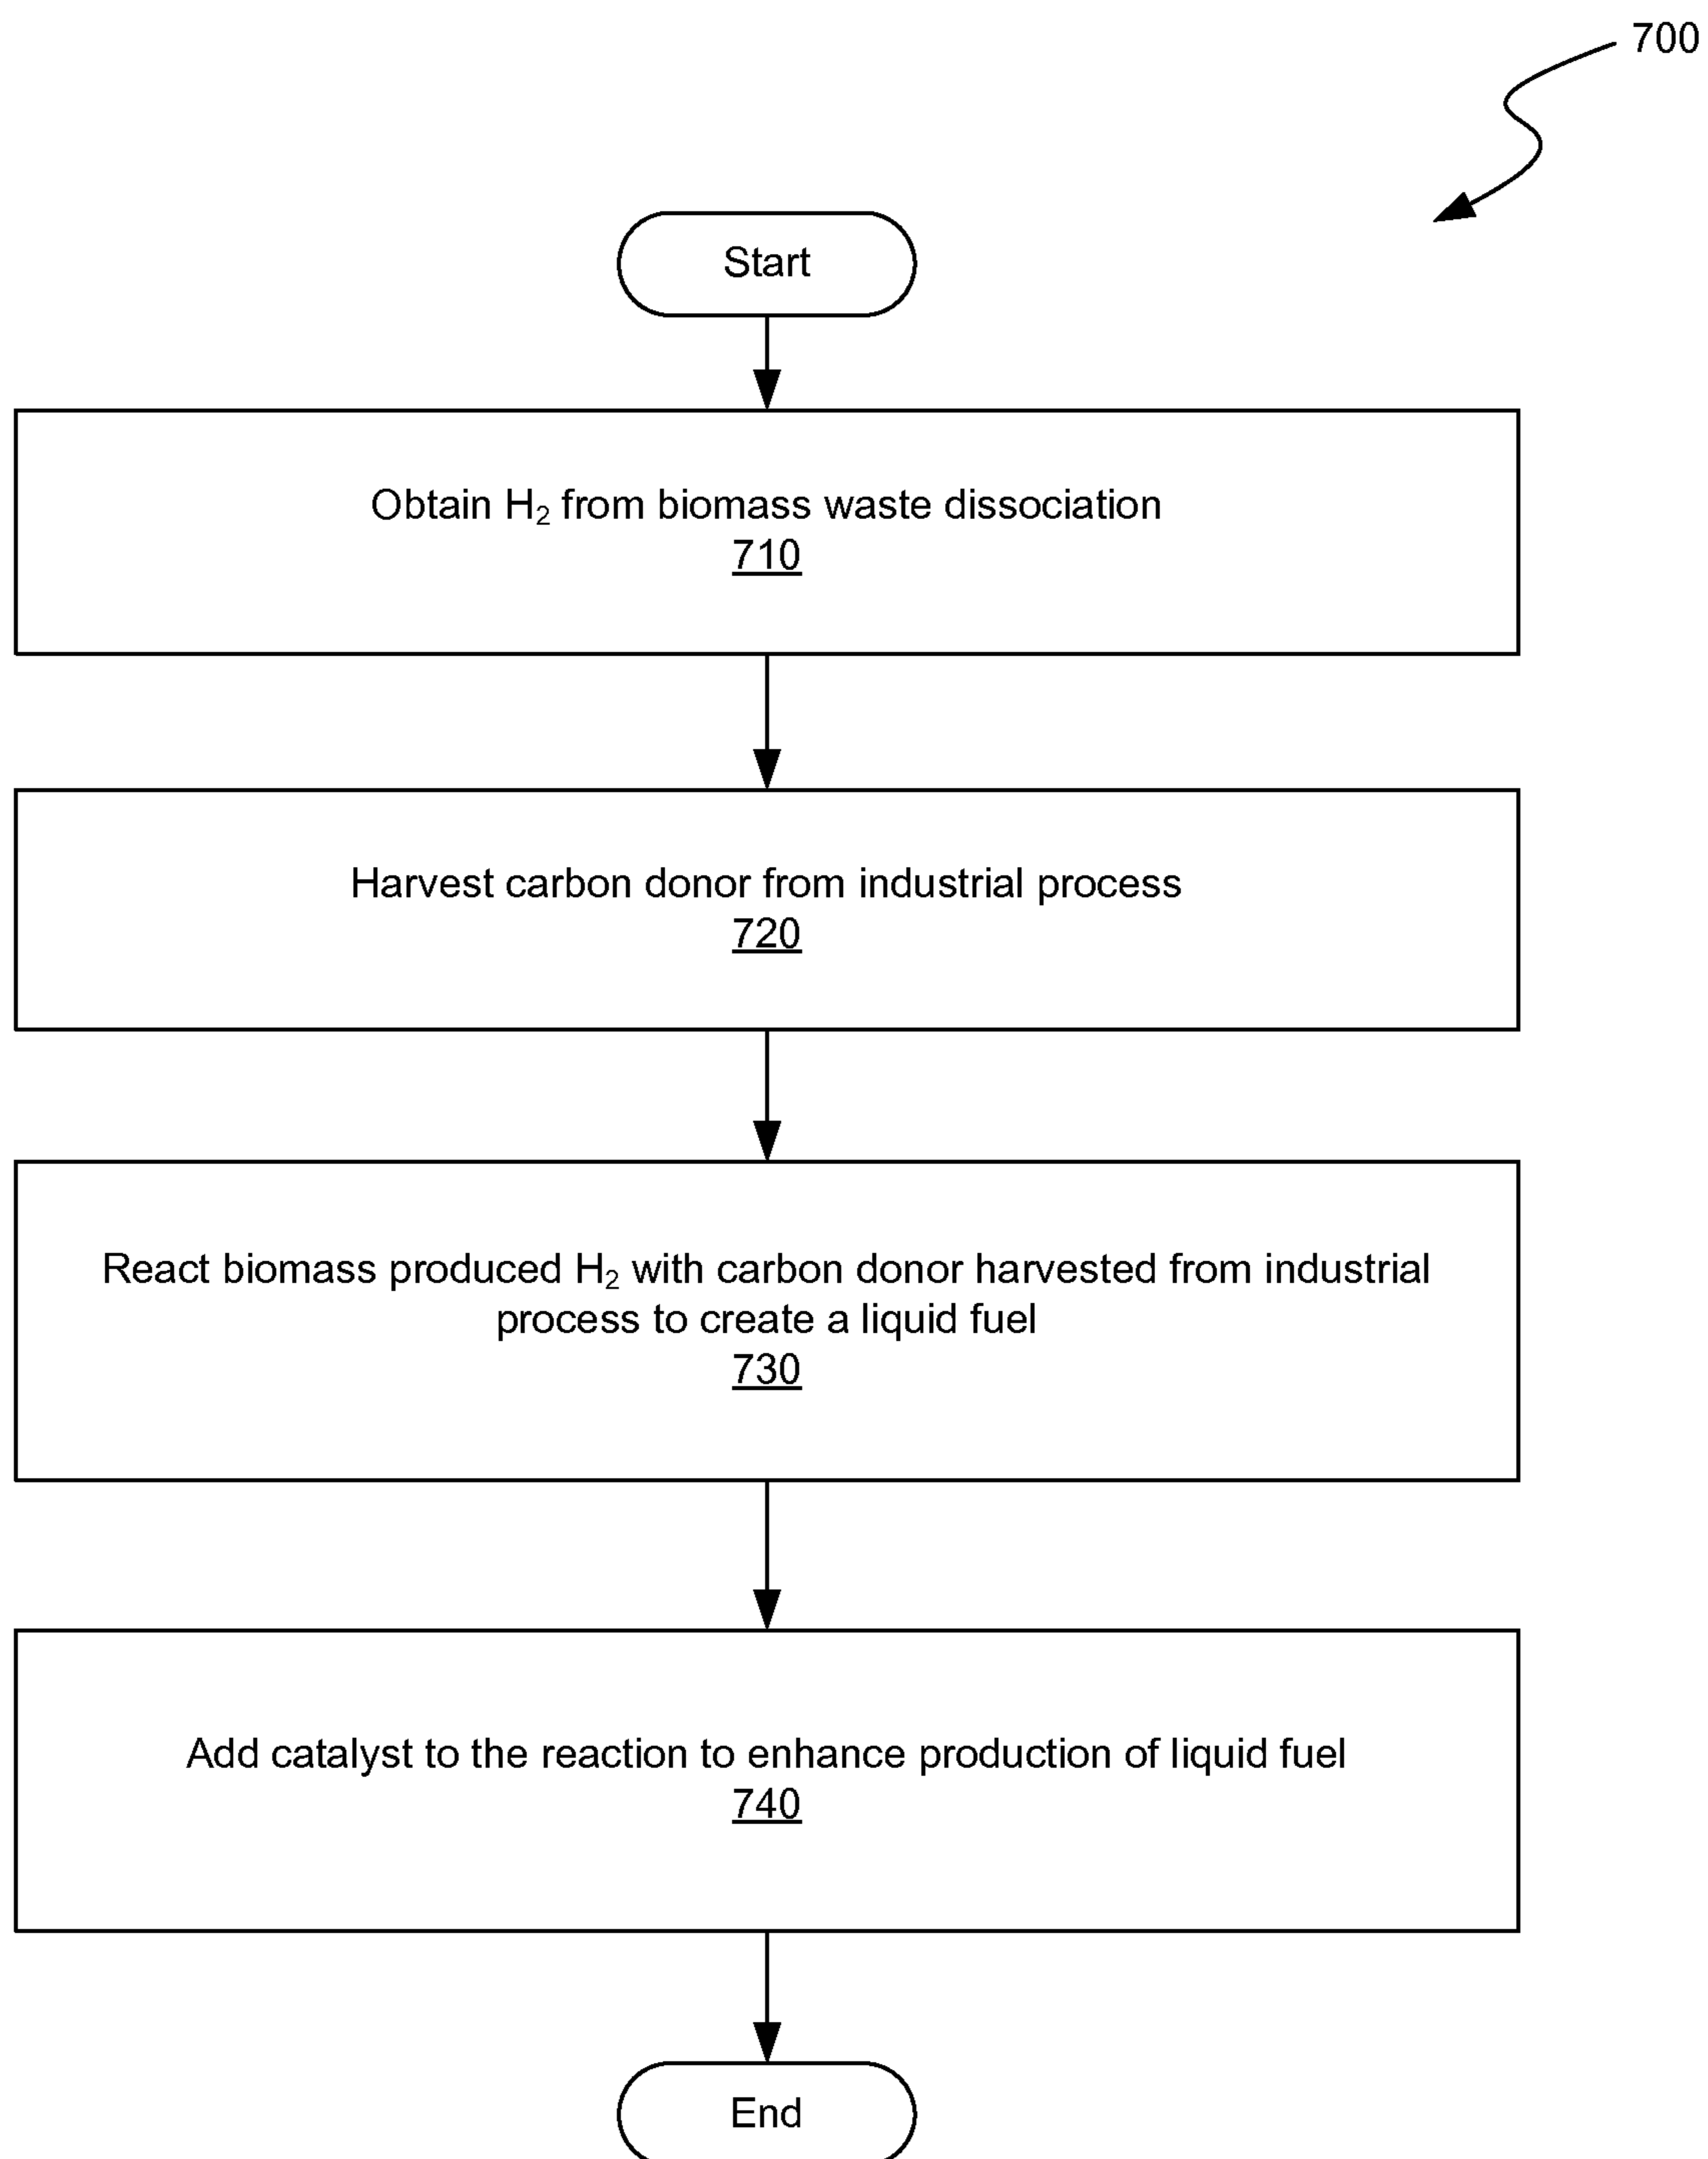 700
Start
Obtain H₂ from biomass waste dissociation
710
Harvest carbon donor from industrial process
720
React biomass produced H₂ with carbon donor harvested from industrial
process to create a liquid fuel
730
Add catalyst to the reaction to enhance production of liquid fuel
740
End